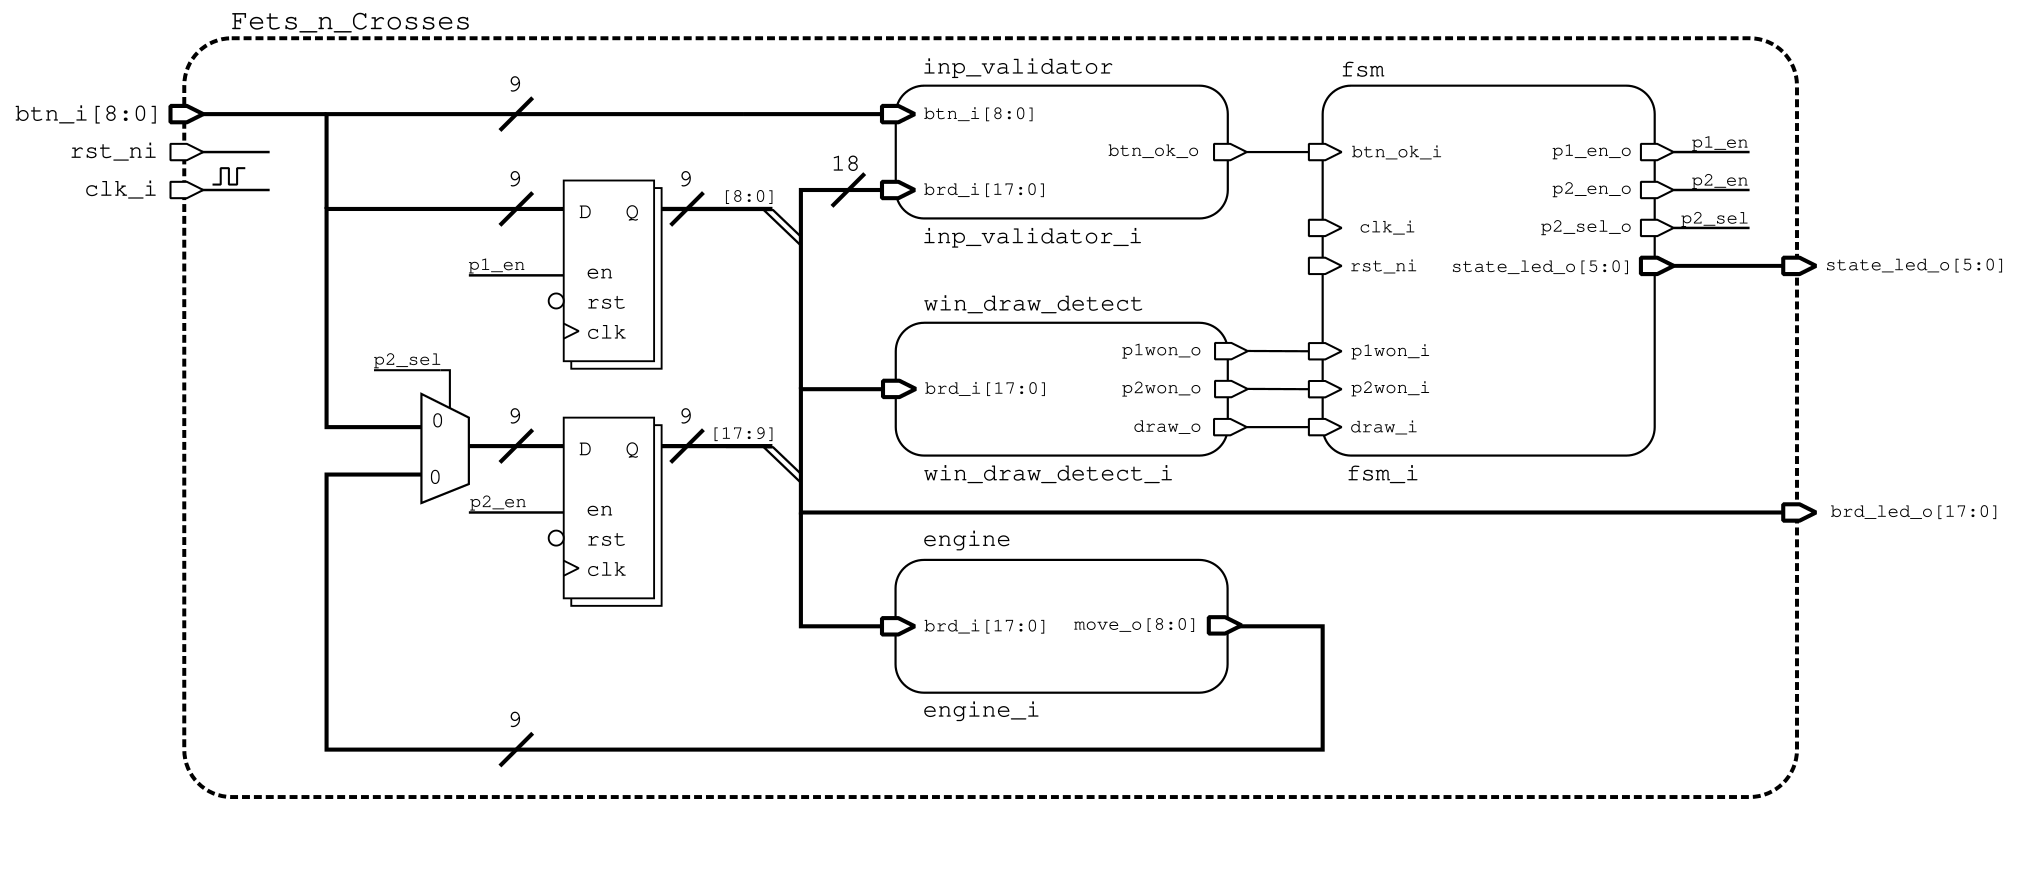 Fets_n_Crosses
btn_i[8:0]
rst_ni
clk_i
9
9
9
[8:0]
D Q
p1_en
en
rst
clk
p2_sel
0
0
9
9
[17:9]
D Q
p2_en
en
rst
clk
9
18
inp_validator
btn_i[8:0]
btn_ok_o
brd_i[17:0]
inp_validator_i
win_draw_detect
p1won_o
brd_i[17:0]
p2won_o
draw_o
win_draw_detect_i
engine
brd_i[17:0]
move_o[8:0]
engine_i
fsm
btn_ok_i
clk_i
rst_ni
p1won_i
p2won_i
draw_i
p1_en_o
p2_en_o
p2_sel_o
state_led_o[5:0]
fsm_i
p1_en
p2_en
p2_sel
state_led_o[5:0]
brd_led_o[17:0]